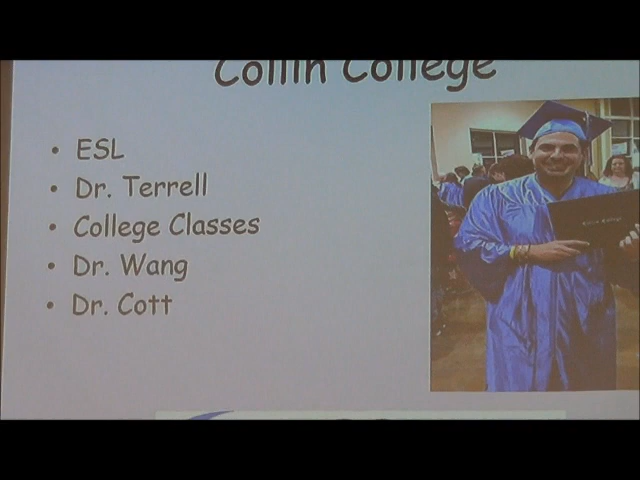 Collin College
• ESL
• Dr. Terrell
• College Classes
• Dr. Wang
• Dr. Cott